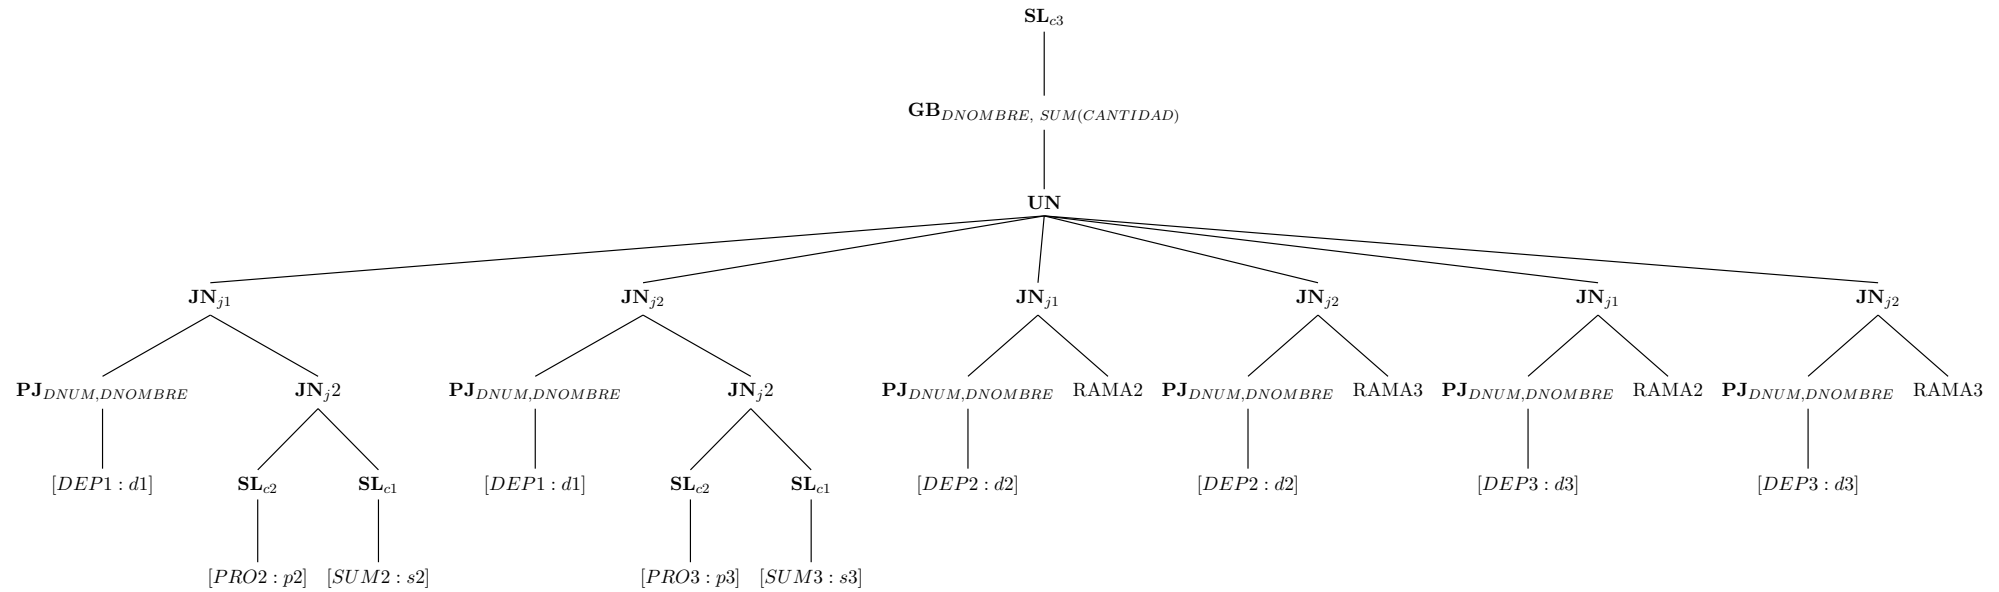 SL_c3
GB_DNOMBRE, SUM(CANTIDAD)
UN
JN_j1 JN_j2 JN_j1 JN_j2 JN_j1 JN_j2
PJ_DNUM,DNOMBRE JN_j2 PJ_DNUM,DNOMBRE JN_j2 PJ_DNUM,DNOMBRE RAMA2 PJ_DNUM,DNOMBRE RAMA3 PJ_DNUM,DNOMBRE RAMA2 PJ_DNUM,DNOMBRE RAMA3
[DEP1 : d1] SL_c2 SL_c1 [DEP1 : d1] SL_c2 SL_c1 [DEP2 : d2] [DEP2 : d2] [DEP3 : d3] [DEP3 : d3]
[PRO2 : p2] [SUM2 : s2] [PRO3 : p3] [SUM3 : s3]